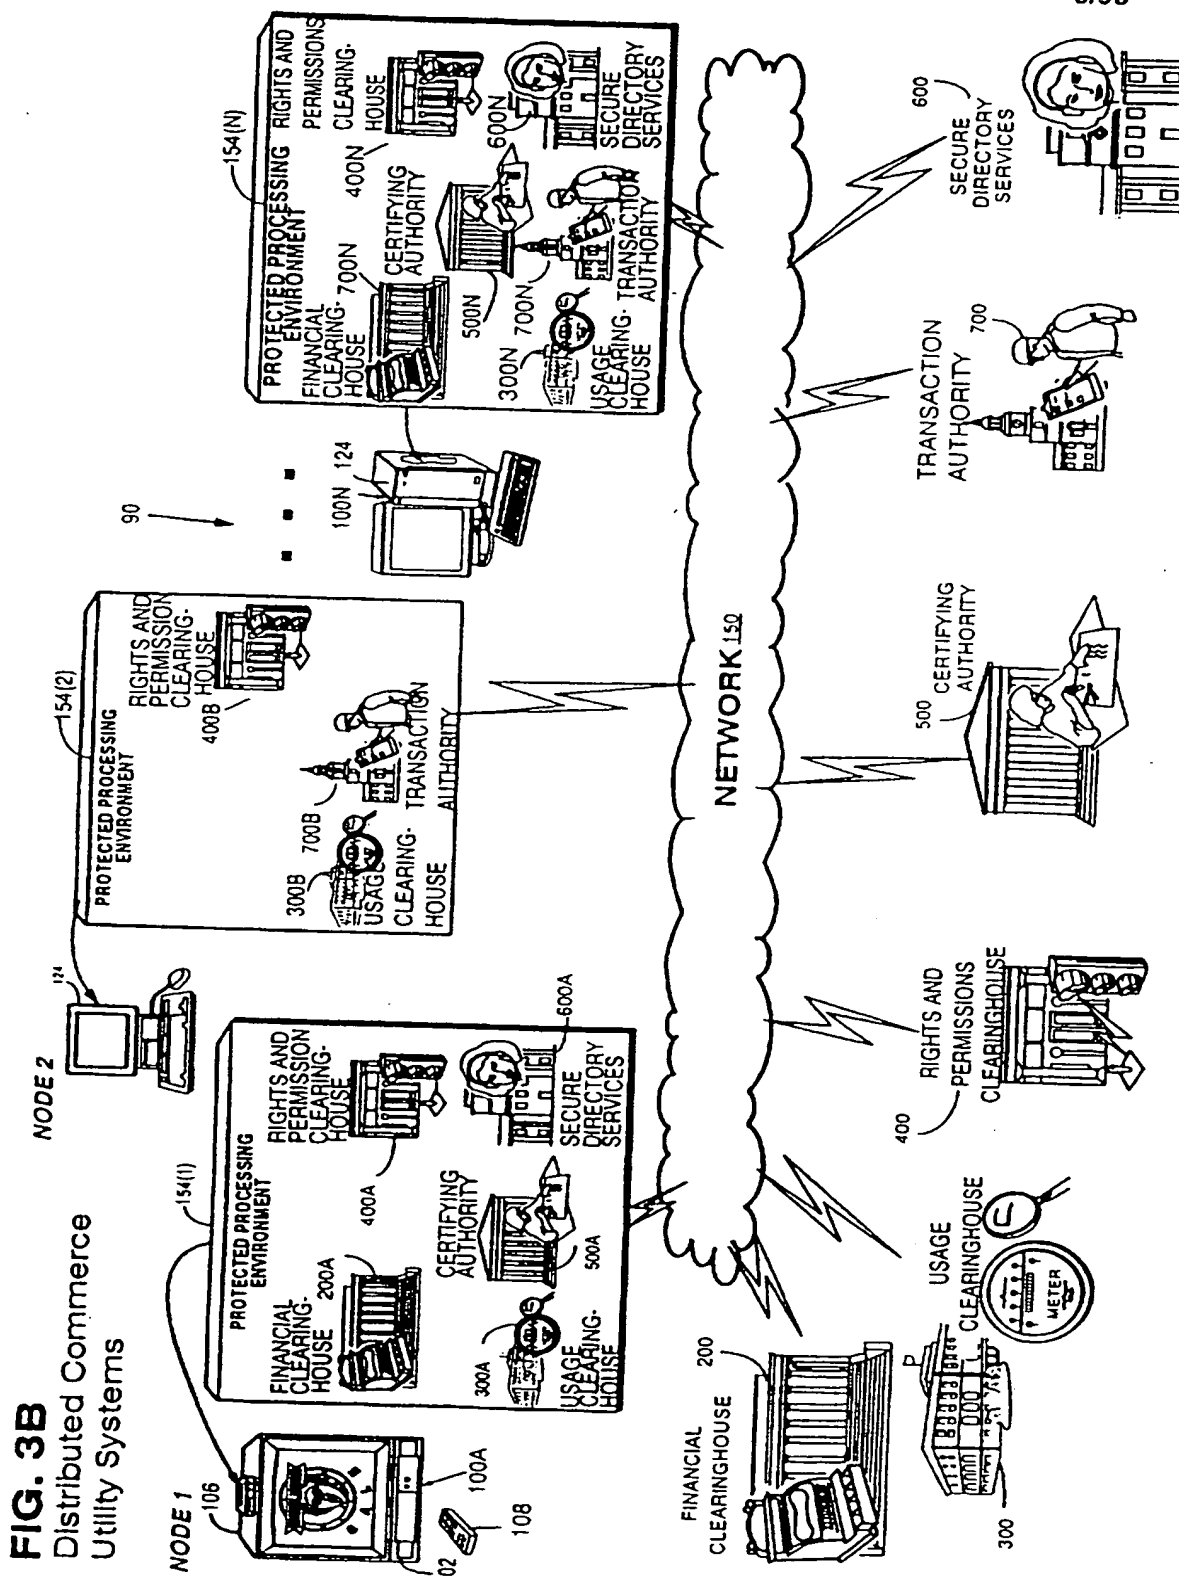 FIG. 3B
Distributed Commerce
Utility Systems
NODE 1
106
02
100A
108
154(1)
PROTECTED PROCESSING
ENVIRONMENT
FINANCIAL
CLEARING-
HOUSE
200A
RIGHTS AND
PERMISSION
CLEARING-
HOUSE
400A
CERTIFYING
AUTHORITY
500A
300A
USAGE
CLEARING-
HOUSE
600A
SECURE
DIRECTORY
SERVICES
NODE 2
124
154(2)
PROTECTED PROCESSING
ENVIRONMENT
RIGHTS AND
PERMISSION
CLEARING-
HOUSE
400B
300B
USAGE
CLEARING-
HOUSE
700B
TRANSACTION
AUTHORITY
90
100N
124
154(N)
PROTECTED PROCESSING
ENVIRONMENT
RIGHTS AND
PERMISSIONS
CLEARING-
HOUSE
400N
FINANCIAL
CLEARING-
HOUSE
700N
CERTIFYING
AUTHORITY
500N
600N
SECURE
DIRECTORY
SERVICES
300N
USAGE
CLEARING-
HOUSE
700N
TRANSACTION
AUTHORITY
NETWORK 150
FINANCIAL
CLEARINGHOUSE
200
USAGE
CLEARINGHOUSE
METER
300
RIGHTS AND
PERMISSIONS
CLEARINGHOUSE
400
500
CERTIFYING
AUTHORITY
TRANSACTION
AUTHORITY
700
600
SECURE
DIRECTORY
SERVICES